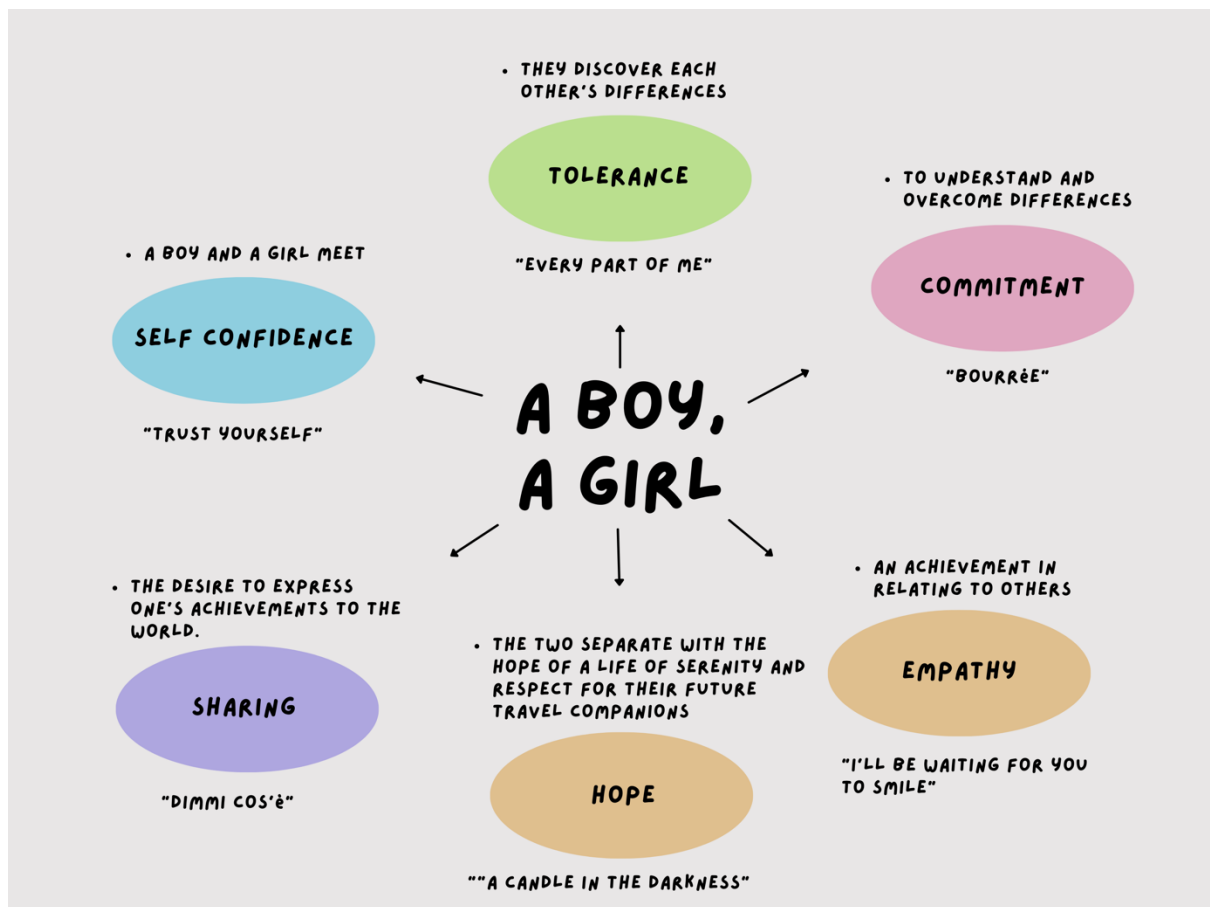 • THEY DISCOVER EACH
OTHER'S DIFFERENCES
TOLERANCE
"EVERY PART OF ME"
• TO UNDERSTAND AND
OVERCOME DIFFERENCES
COMMITMENT
"BOURRéE"
• A BOY AND A GIRL MEET
SELF CONFIDENCE
"TRUST YOURSELF"
A BOY,
A GIRL
• THE DESIRE TO EXPRESS
ONE'S ACHIEVEMENTS TO THE
WORLD.
SHARING
"DIMMI COS'è"
• THE TWO SEPARATE WITH THE
HOPE OF A LIFE OF SERENITY AND
RESPECT FOR THEIR FUTURE
TRAVEL COMPANIONS
HOPE
""A CANDLE IN THE DARKNESS"
• AN ACHIEVEMENT IN
RELATING TO OTHERS
EMPATHY
"I'LL BE WAITING FOR YOU
TO SMILE"